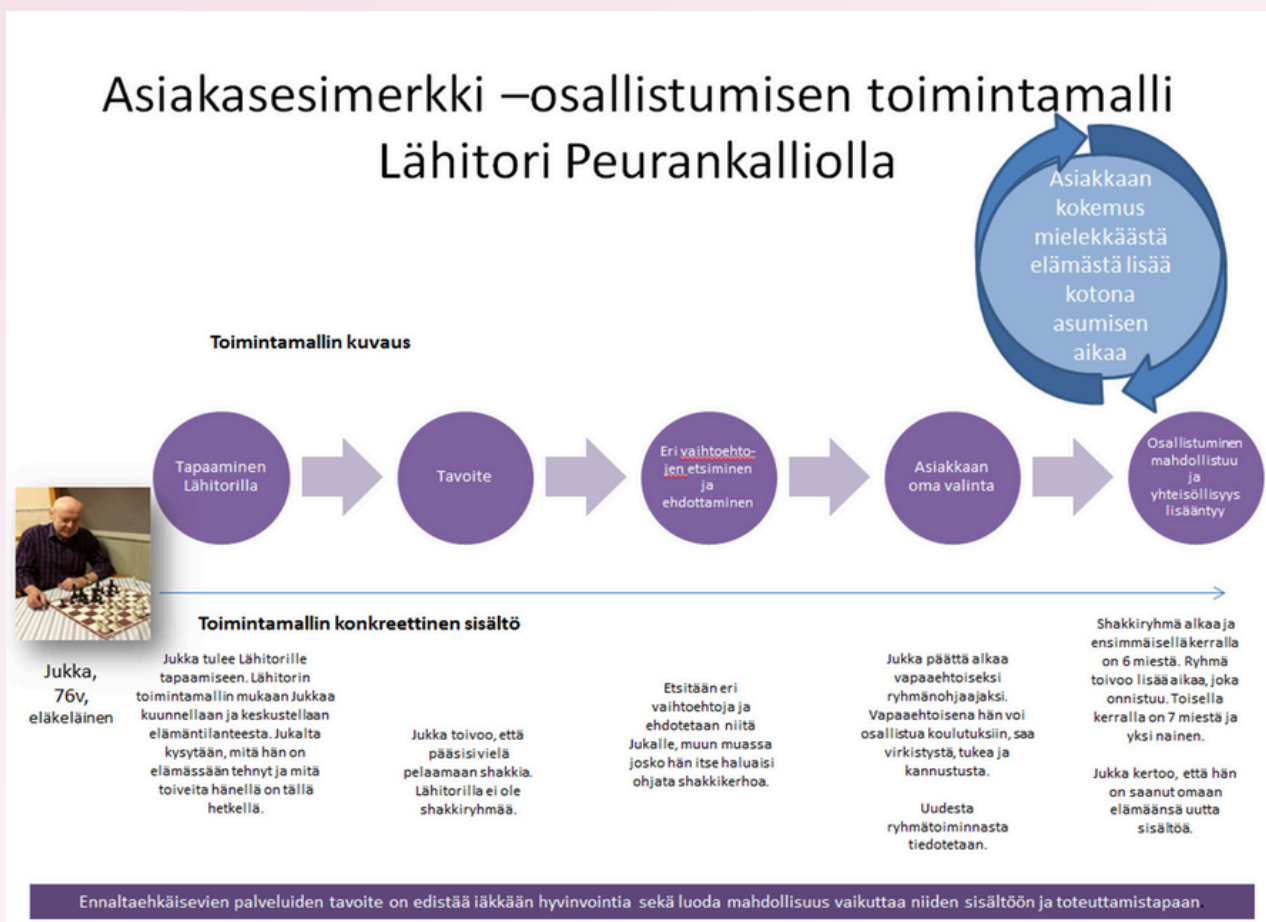 Asiakasesimerkki –osallistumisen toimintamalli
Lähitori Peurankalliolla
Asiakkaan
kokemus
mielekkäästä
elämästä lisää
kotona
asumisen
aikaa
Toimintamallin kuvaus
Tapaaminen
Lähitorilla
Tavoite
Eri vaihtoehto-
jen etsiminen
ja
ehdottaminen
Asiakkaan
oma valinta
Osallistuminen
mahdollistuu
ja
yhteisöllisyys
lisääntyy
Jukka,
76v,
eläkeläinen
Toimintamallin konkreettinen sisältö
Jukka tulee Lähitorille
tapaamiseen. Lähitorin
toimintamallin mukaan Jukkaa
kuunnellaan ja keskustellaan
elämäntilanteesta. Jukalta
kysytään, mitä hän on
elämässään tehnyt ja mitä
toiveita hänellä on tällä
hetkellä.
Jukka toivoo, että
pääsisi vielä
pelaamaan shakkia.
Lähitorilla ei ole
shakkiryhmää.
Etsitään eri
vaihtoehtoja ja
ehdotetaan niitä
Jukalle, muun muassa
josko hän itse haluaisi
ohjata shakkikerhoa.
Jukka päättä alkaa
vapaaehtoiseksi
ryhmänohjaajaksi.
Vapaaehtoisena hän voi
osallistua koulutuksiin, saa
virkistystä, tukea ja
kannustusta.
Uudesta
ryhmätoiminnasta
tiedotetaan.
Shakkiryhmä alkaa ja
ensimmäisellä kerralla
on 6 miestä. Ryhmä
toivoo lisää aikaa, joka
onnistuu. Toisella
kerralla on 7 miestä ja
yksi nainen.
Jukka kertoo, että hän
on saanut omaan
elämäänsä uutta
sisältöä.
Ennaltaehkäisevien palveluiden tavoite on edistää iäkkään hyvinvointia sekä luoda mahdollisuus vaikuttaa niiden sisältöön ja toteuttamistapaan.